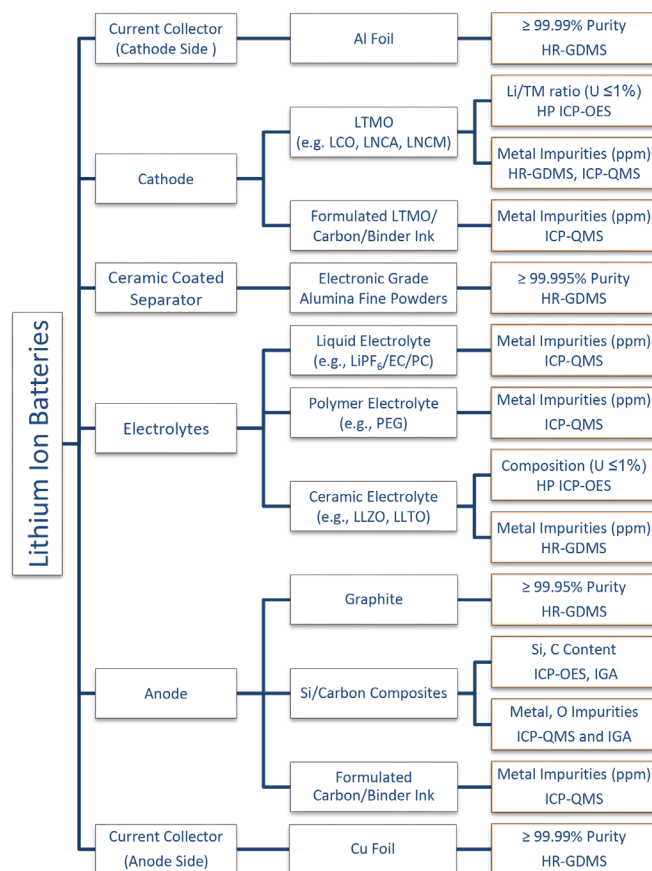 Lithium Ion Batteries
Current Collector
(Cathode Side )
Al Foil
≥ 99.99% Purity
HR-GDMS
Cathode
LTMO
(e.g. LCO, LNCA, LNCM)
Li/TM ratio (U ≤1%)
HP ICP-OES
Metal Impurities (ppm)
HR-GDMS, ICP-QMS
Formulated LTMO/
Carbon/Binder Ink
Metal Impurities (ppm)
ICP-QMS
Ceramic Coated
Separator
Electronic Grade
Alumina Fine Powders
≥ 99.995% Purity
HR-GDMS
Electrolytes
Liquid Electrolyte
(e.g., LiPF₆/EC/PC)
Metal Impurities (ppm)
ICP-QMS
Polymer Electrolyte
(e.g., PEG)
Metal Impurities (ppm)
ICP-QMS
Ceramic Electrolyte
(e.g., LLZO, LLTO)
Composition (U ≤1%)
HP ICP-OES
Metal Impurities (ppm)
HR-GDMS
Anode
Graphite
≥ 99.95% Purity
HR-GDMS
Si/Carbon Composites
Si, C Content
ICP-OES, IGA
Metal, O Impurities
ICP-QMS and IGA
Formulated
Carbon/Binder Ink
Metal Impurities (ppm)
ICP-QMS
Current Collector
(Anode Side)
Cu Foil
≥ 99.99% Purity
HR-GDMS